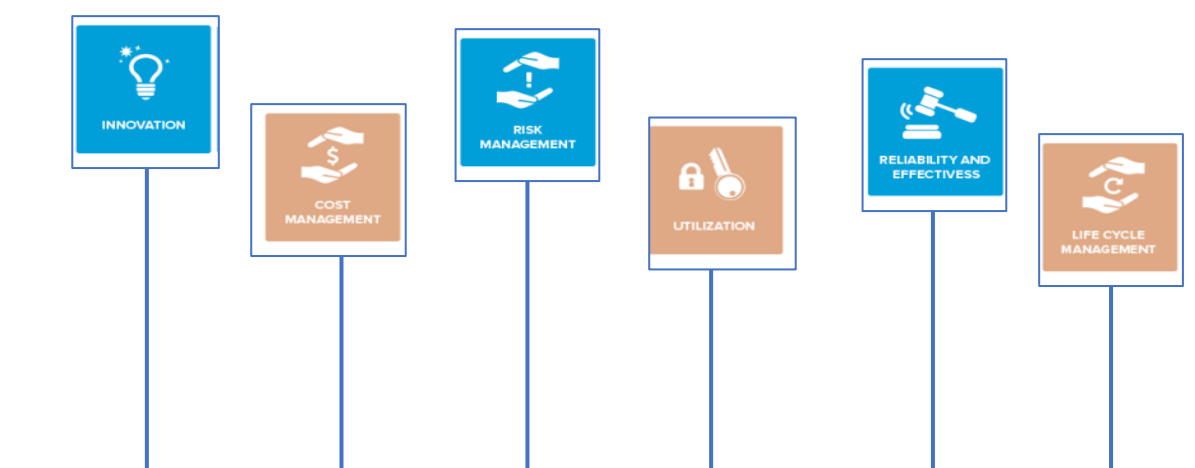 INNOVATION
COST
MANAGEMENT
$
RISK
MANAGEMENT
!
UTILIZATION
RELIABILITY AND
EFFECTIVESS
LIFE CYCLE
MANAGEMENT